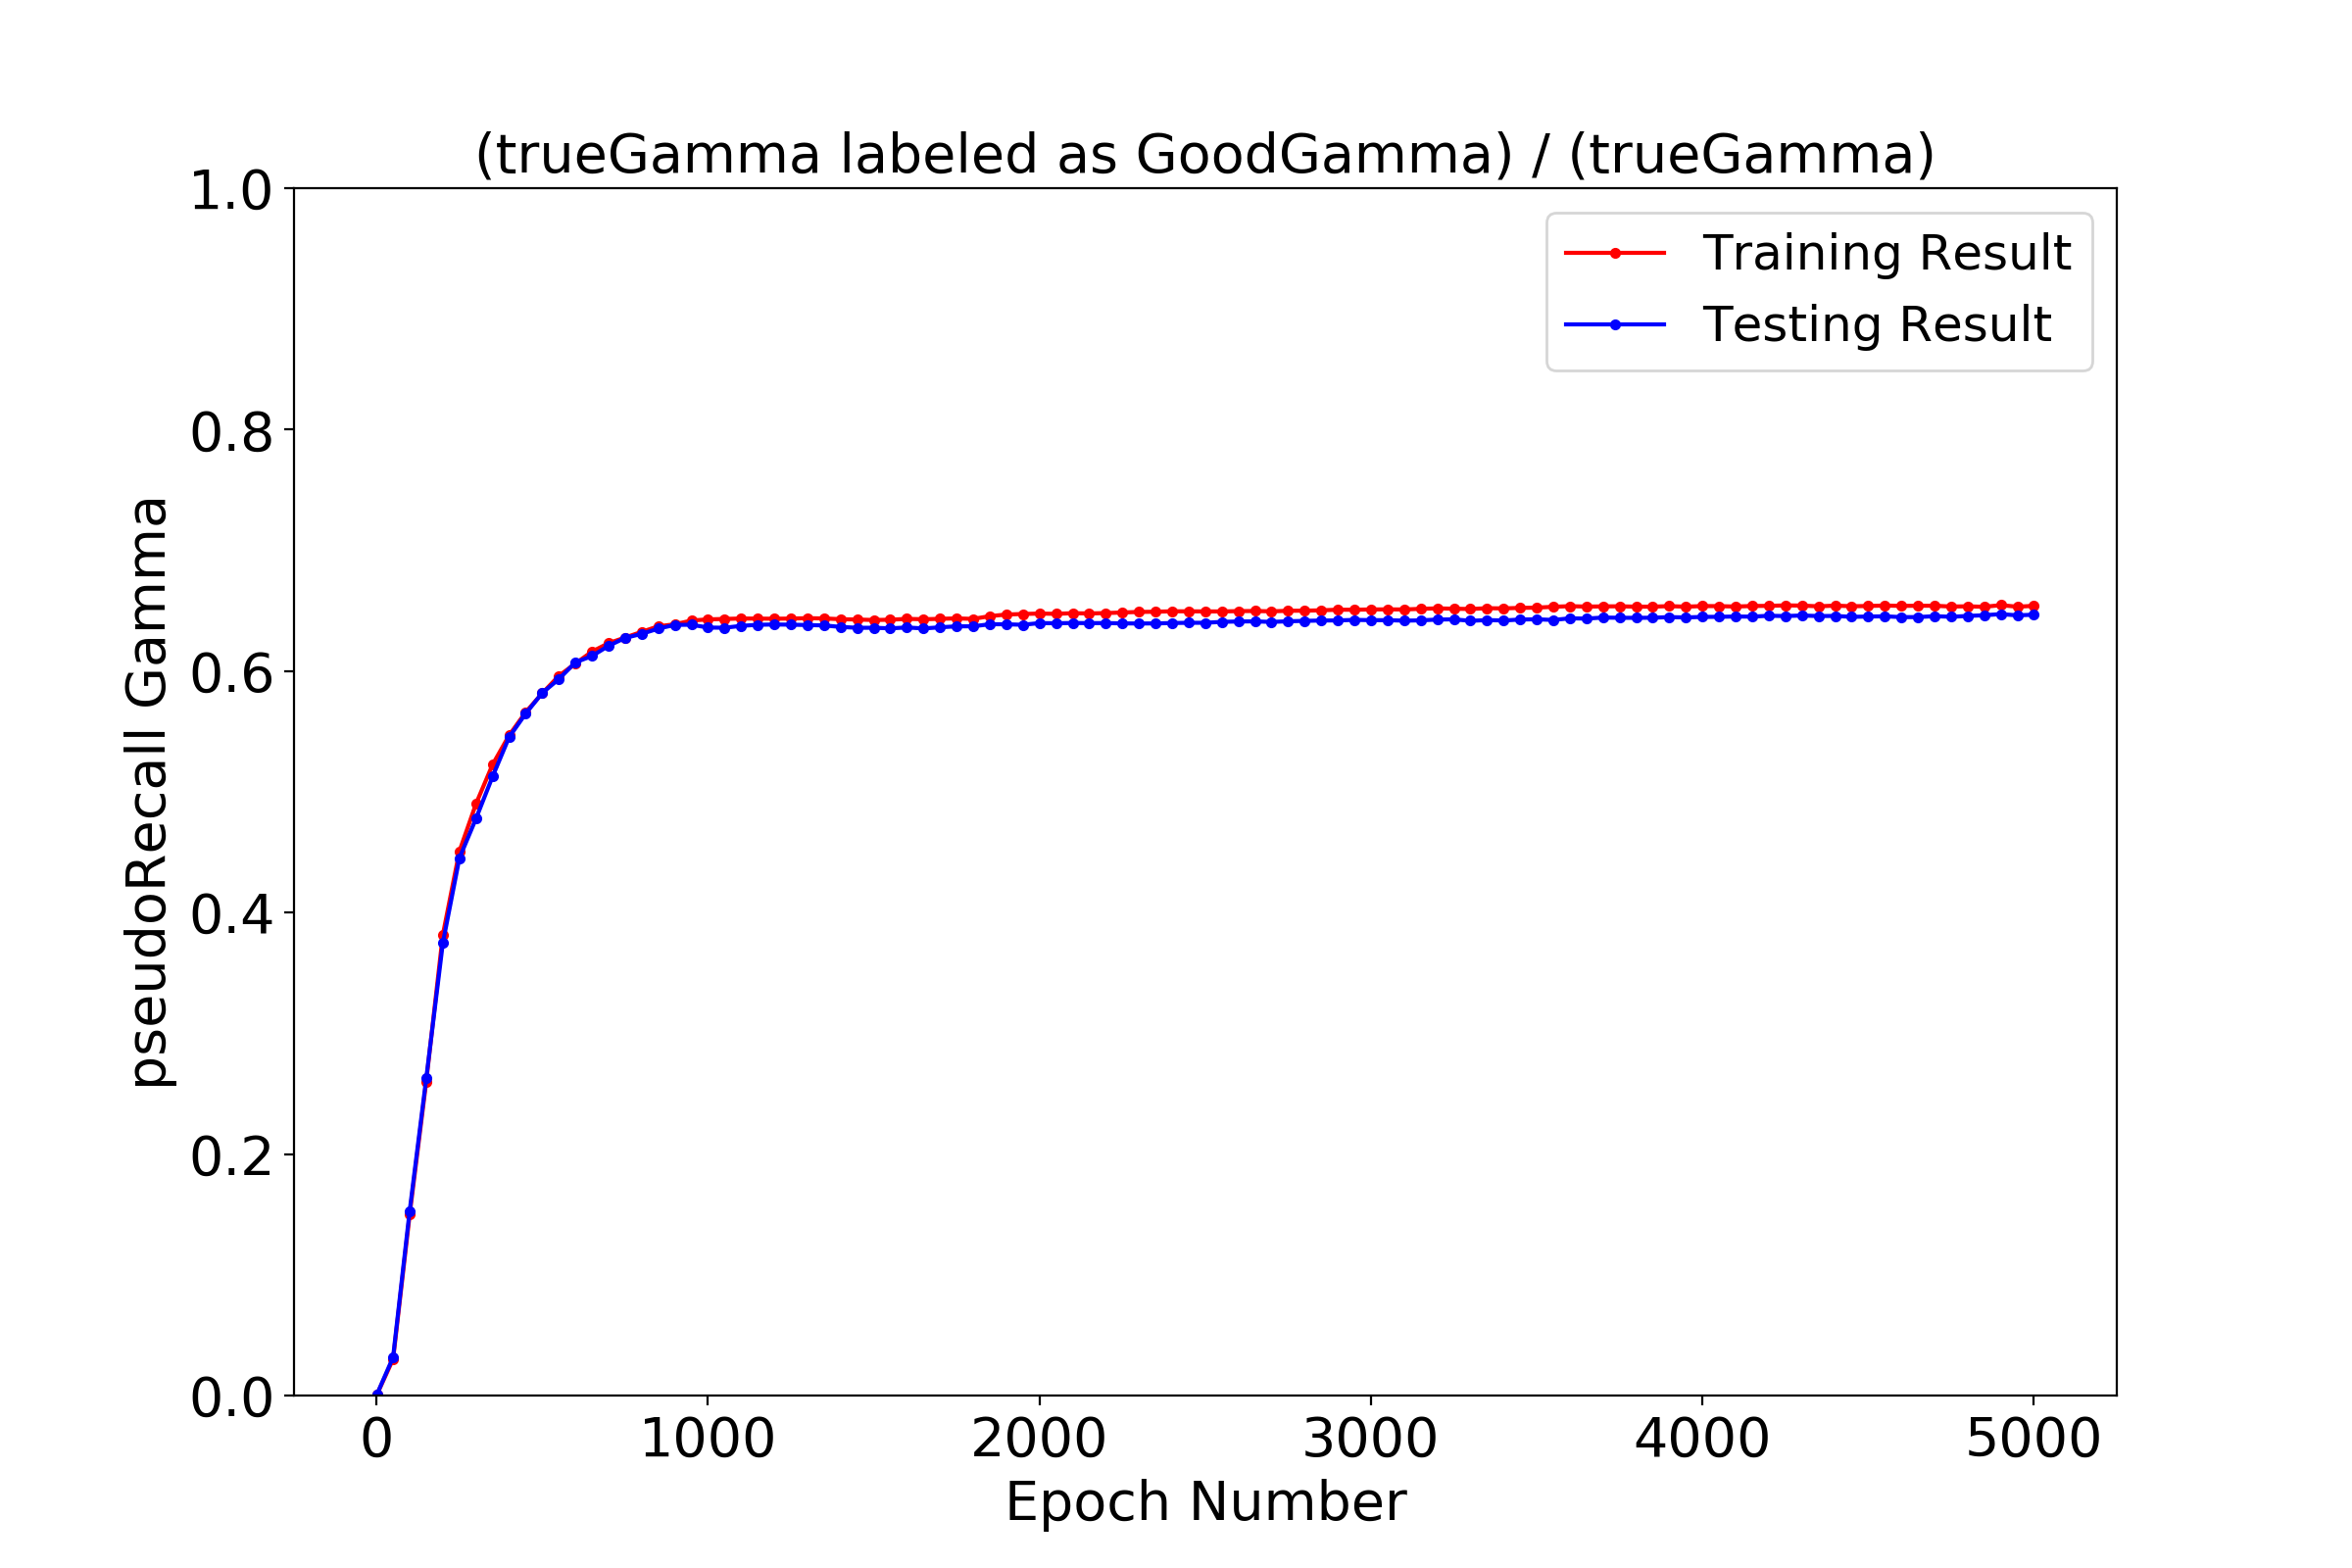 (trueGamma labeled as GoodGamma) / (trueGamma)
1.0
0.8
0.6
0.4
0.2
0.0
pseudoRecall Gamma
Training Result
Testing Result
0 1000 2000 3000 4000 5000
Epoch Number